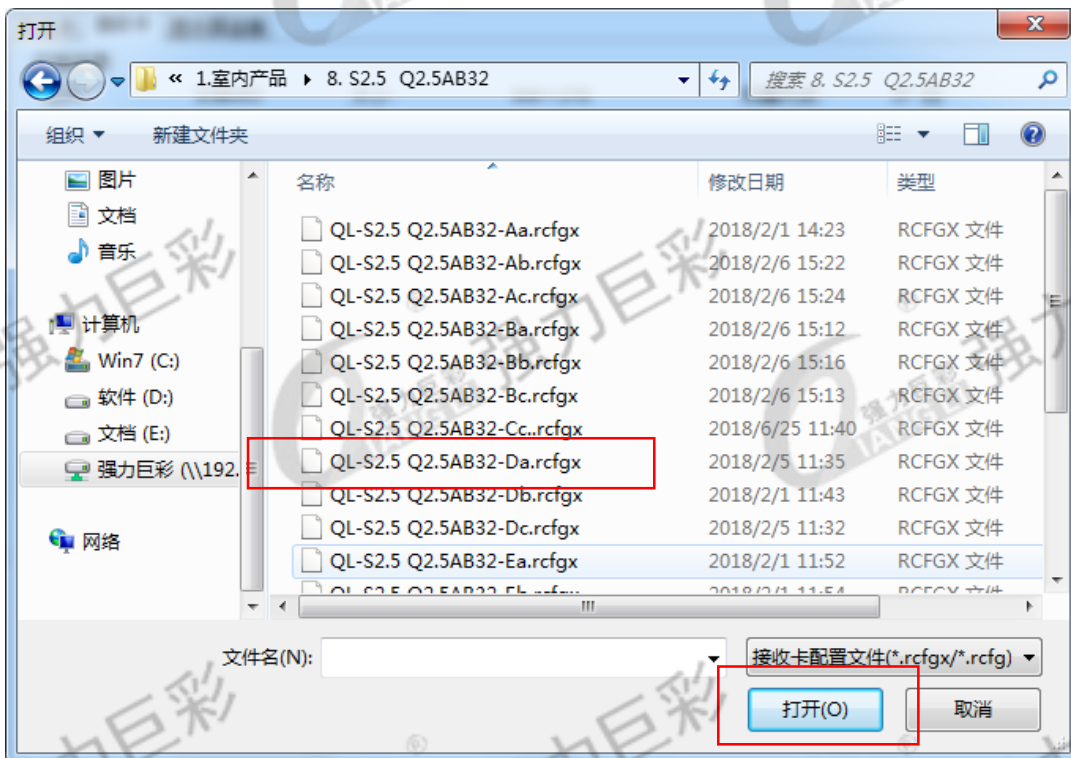 打开
« 1.室内产品 ▸ 8. S2.5 Q2.5AB32
搜索 8. S2.5 Q2.5AB32
组织 新建文件夹
图片
文档
音乐
计算机
Win7 (C:)
软件 (D:)
文档 (E:)
强力巨彩 (\\192.
网络
名称 修改日期 类型
QL-S2.5 Q2.5AB32-Aa.rcfgx 2018/2/1 14:23 RCFGX 文件
QL-S2.5 Q2.5AB32-Ab.rcfgx 2018/2/6 15:22 RCFGX 文件
QL-S2.5 Q2.5AB32-Ac.rcfgx 2018/2/6 15:24 RCFGX 文件
QL-S2.5 Q2.5AB32-Ba.rcfgx 2018/2/6 15:12 RCFGX 文件
QL-S2.5 Q2.5AB32-Bb.rcfgx 2018/2/6 15:16 RCFGX 文件
QL-S2.5 Q2.5AB32-Bc.rcfgx 2018/2/6 15:13 RCFGX 文件
QL-S2.5 Q2.5AB32-Cc..rcfgx 2018/6/25 11:40 RCFGX 文件
QL-S2.5 Q2.5AB32-Da.rcfgx 2018/2/5 11:35 RCFGX 文件
QL-S2.5 Q2.5AB32-Db.rcfgx 2018/2/1 11:43 RCFGX 文件
QL-S2.5 Q2.5AB32-Dc.rcfgx 2018/2/5 11:32 RCFGX 文件
QL-S2.5 Q2.5AB32-Ea.rcfgx 2018/2/1 11:52 RCFGX 文件
文件名(N):
接收卡配置文件(*.rcfgx/*.rcfg)
打开(O) 取消
强力巨彩